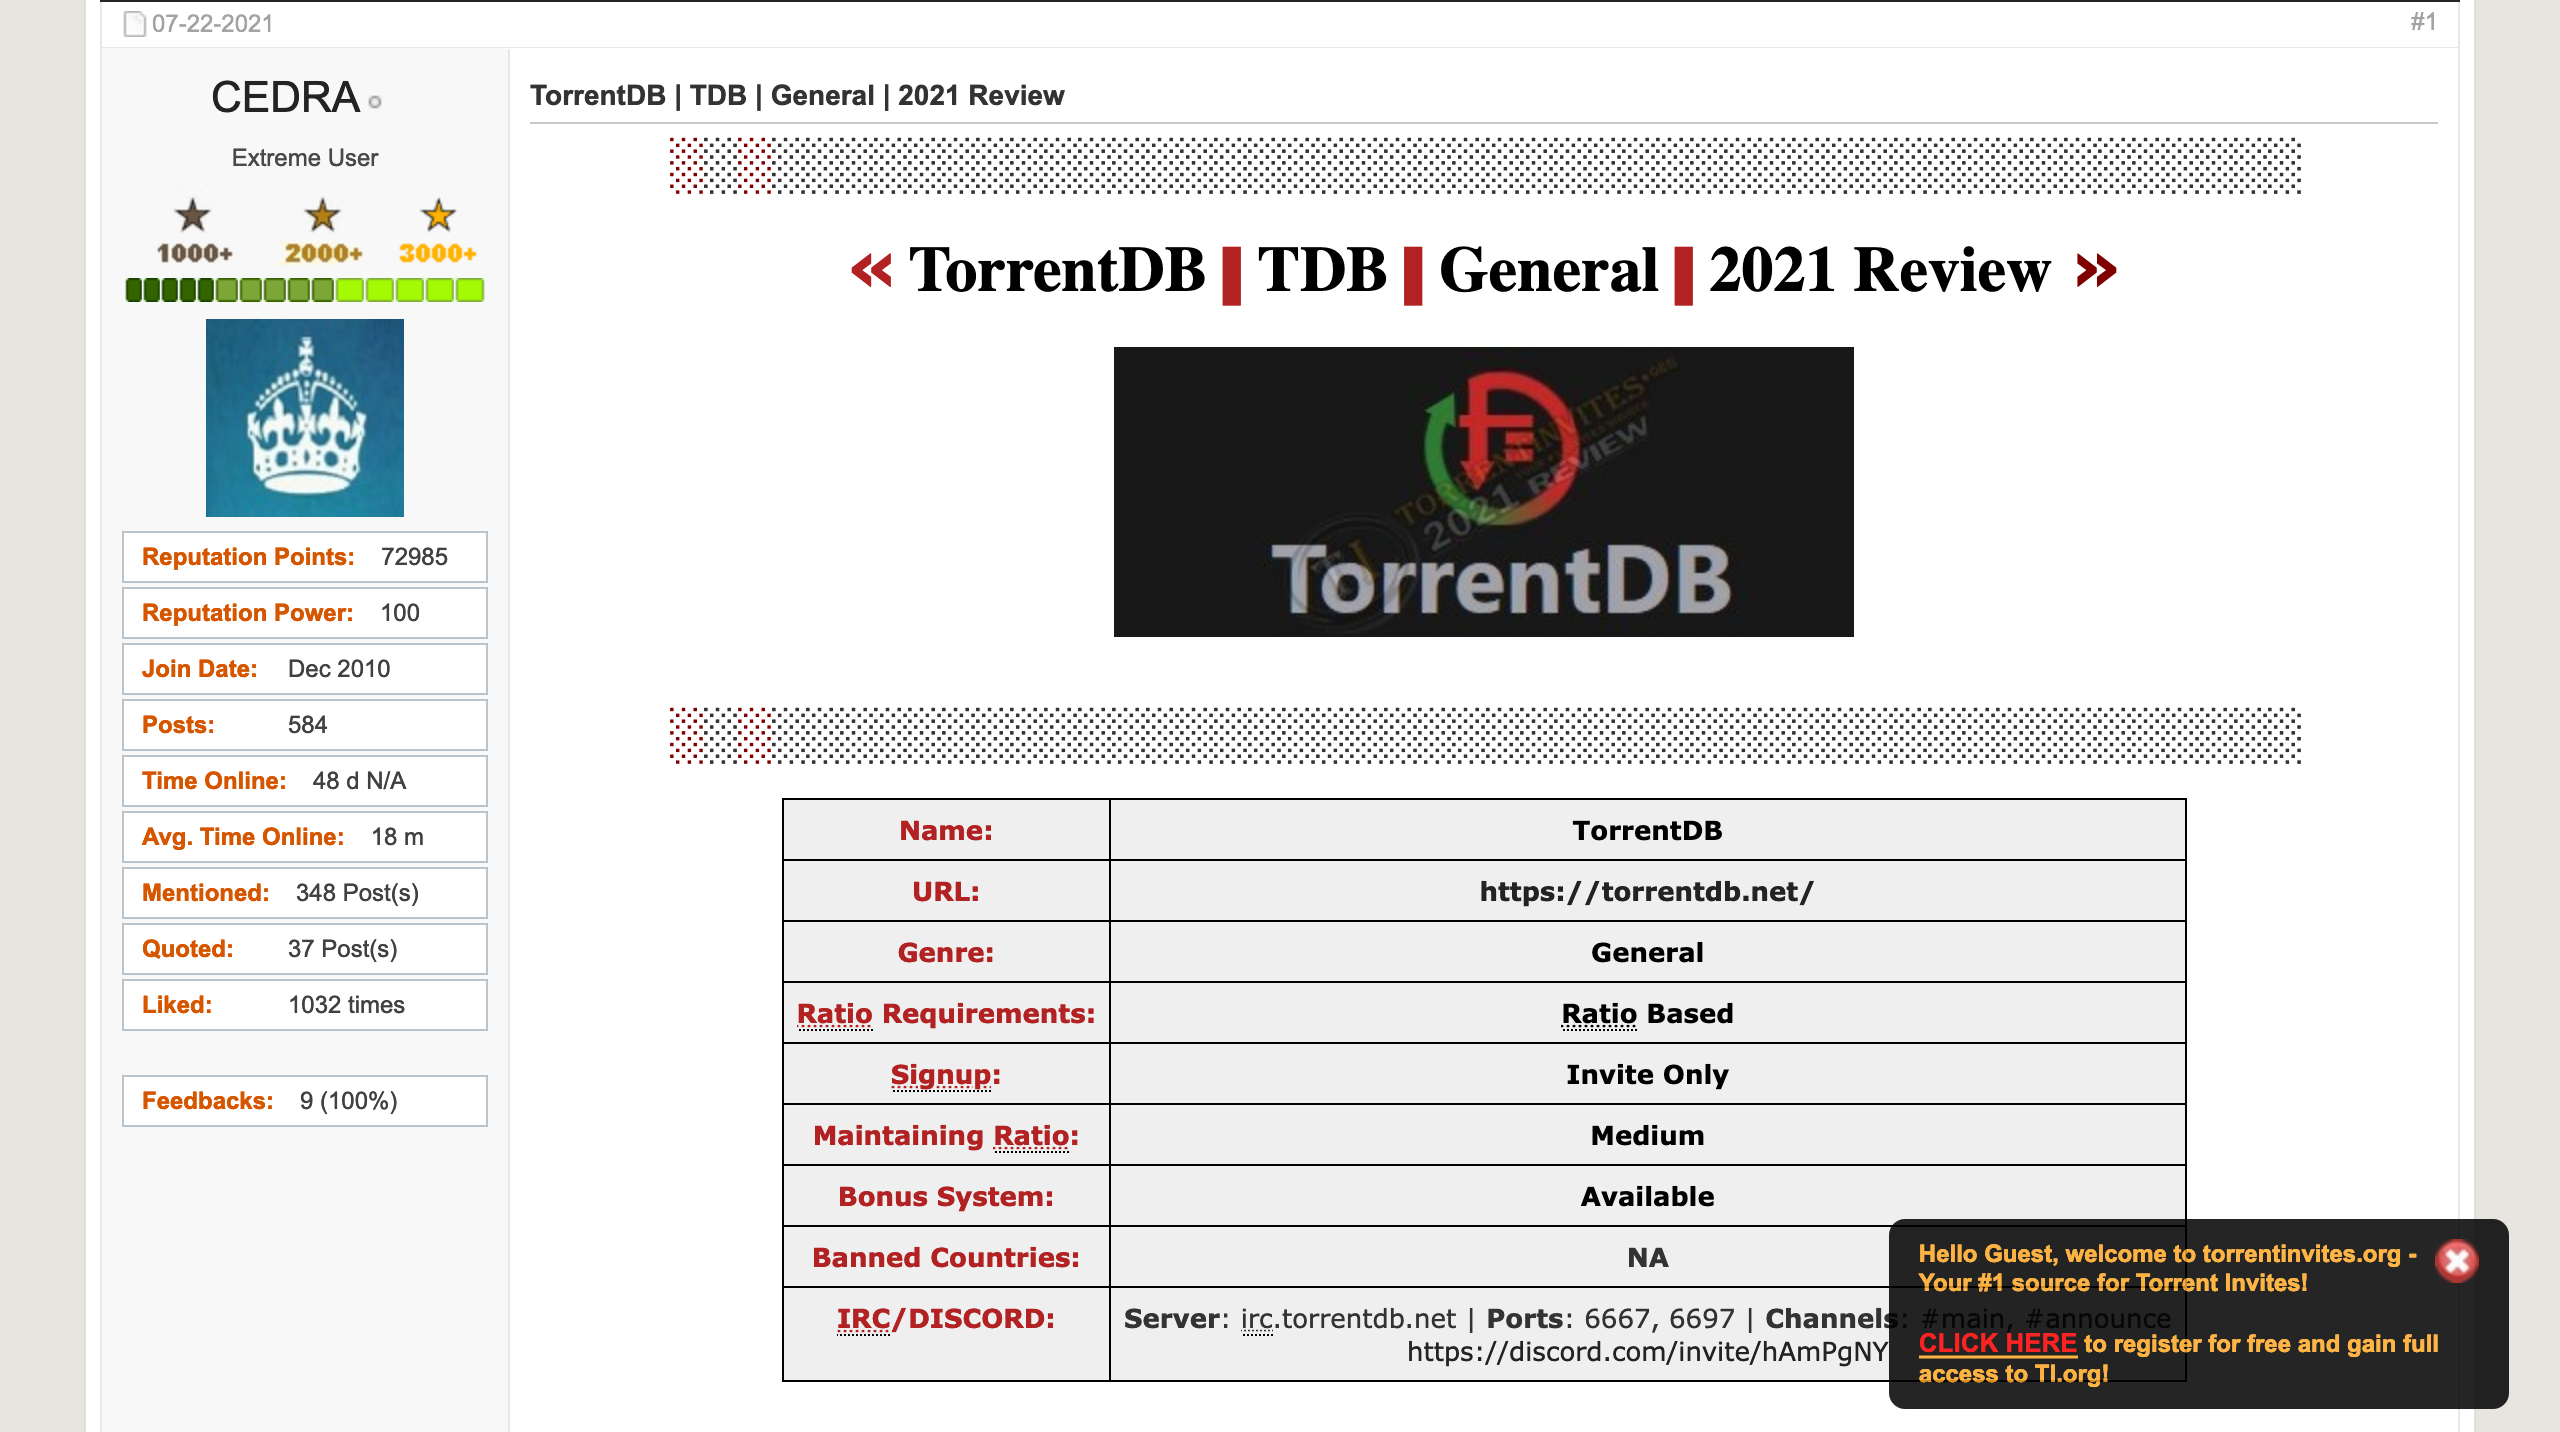 07-22-2021
#1
CEDRA
Extreme User
1000+ 2000+ 3000+
Reputation Points: 72985
Reputation Power: 100
Join Date: Dec 2010
Posts: 584
Time Online: 48 d N/A
Avg. Time Online: 18 m
Mentioned: 348 Post(s)
Quoted: 37 Post(s)
Liked: 1032 times
Feedbacks: 9 (100%)
TorrentDB | TDB | General | 2021 Review
« TorrentDB | TDB | General | 2021 Review »
TORRENTINVITES.ORG
2021 REVIEW
TI
TorrentDB
Name: TorrentDB
URL: https://torrentdb.net/
Genre: General
Ratio Requirements: Ratio Based
Signup: Invite Only
Maintaining Ratio: Medium
Bonus System: Available
Banned Countries: NA
IRC/DISCORD: Server: irc.torrentdb.net | Ports: 6667, 6697 | Channels: #main, #announce
https://discord.com/invite/hAmPgNY
Hello Guest, welcome to torrentinvites.org -
Your #1 source for Torrent Invites!
CLICK HERE to register for free and gain full
access to TI.org!